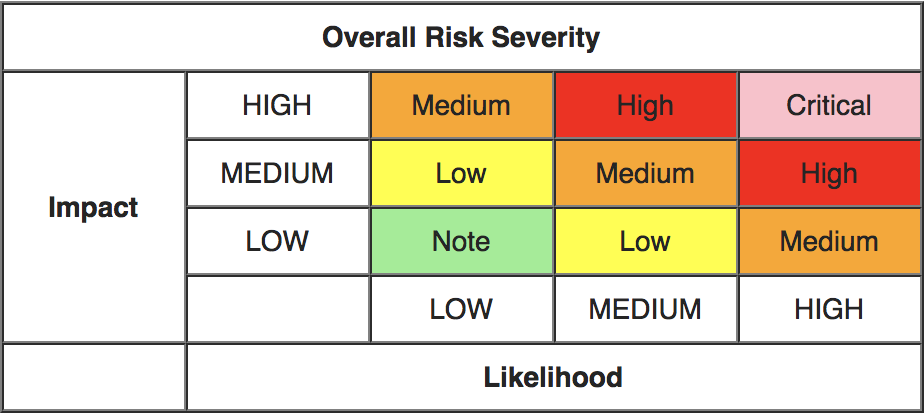 Overall Risk Severity
HIGH Medium High Critical
MEDIUM Low Medium High
Impact
LOW Note Low Medium
LOW MEDIUM HIGH
Likelihood